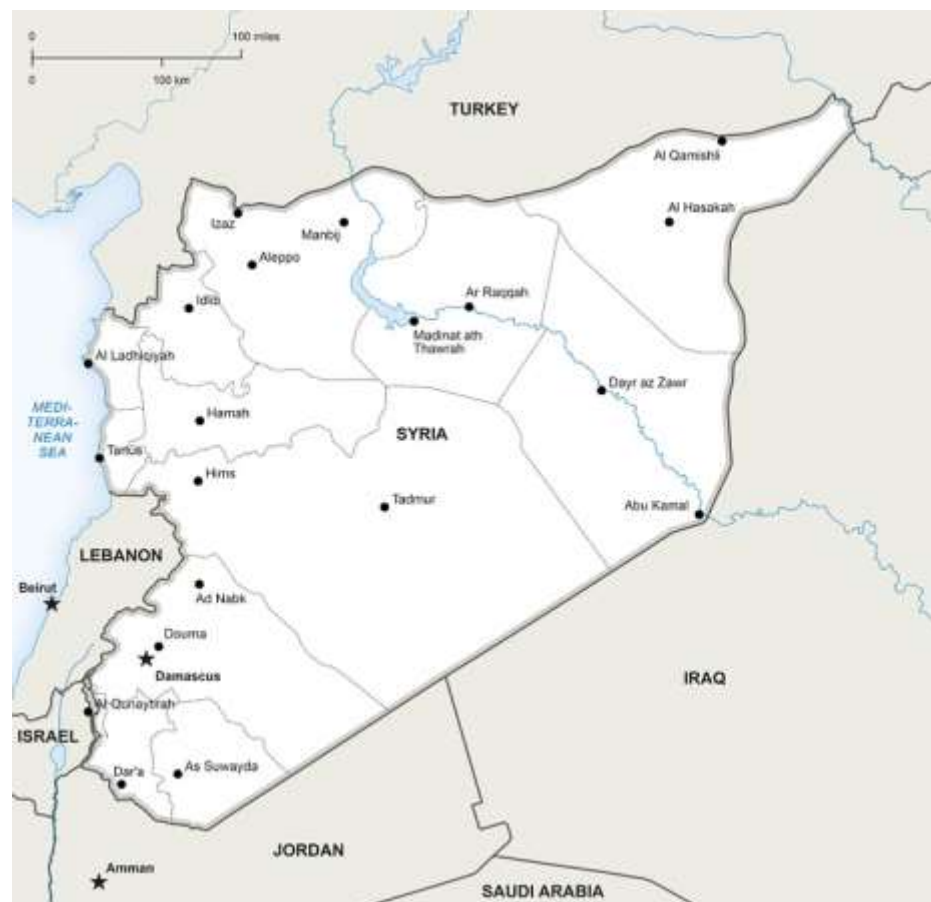 0 100 miles
0 100 km
TURKEY
Al Qamishli
Al Hasakah
Izaz
Manbij
Aleppo
Idlib
Ar Raqqah
Madinat ath
Thawrah
Al Ladhiqiyah
Dayr az Zawr
MEDI-
TERRA-
NEAN
SEA
Hamah
SYRIA
Tartus
Hims
Tadmur
Abu Kamal
LEBANON
Beirut
Ad Nabk
Douma
Damascus
IRAQ
Al Qunaytirah
ISRAEL
Dar'a
As Suwayda
JORDAN
Amman
SAUDI ARABIA